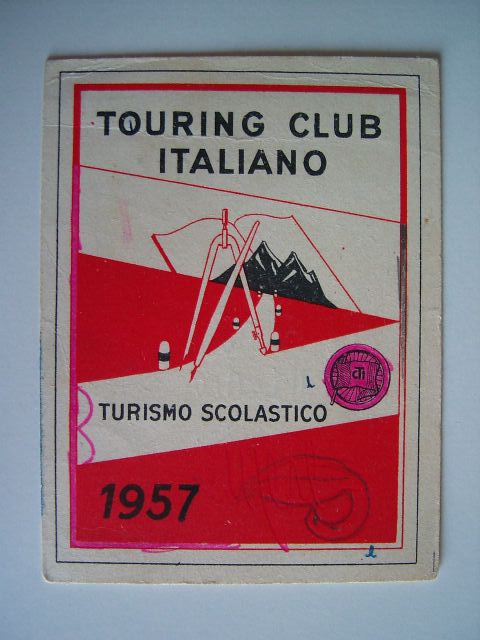 TOURING CLUB
ITALIANO
TURISMO SCOLASTICO
1957